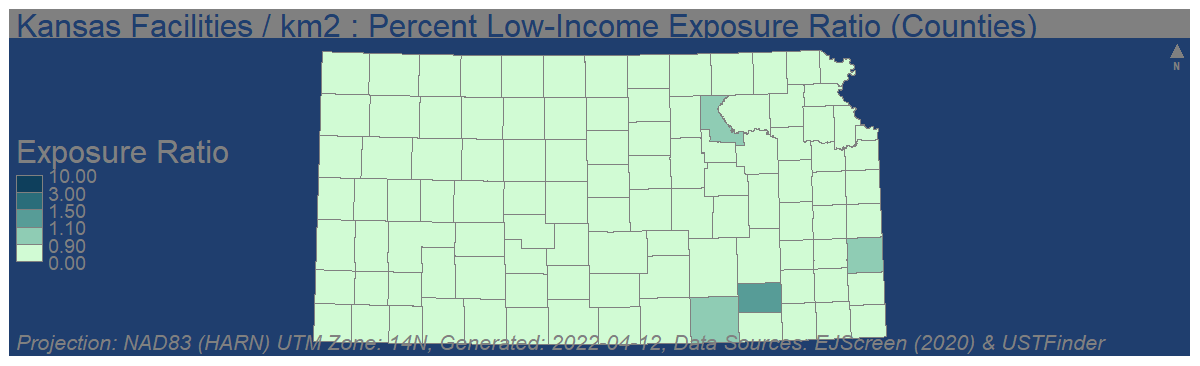 Kansas Facilities / km2 : Percent Low-Income Exposure Ratio (Counties)
N
Exposure Ratio
10.00
3.00
1.50
1.10
0.90
0.00
Projection: NAD83 (HARN) UTM Zone: 14N, Generated: 2022-04-12, Data Sources: EJScreen (2020) & USTFinder